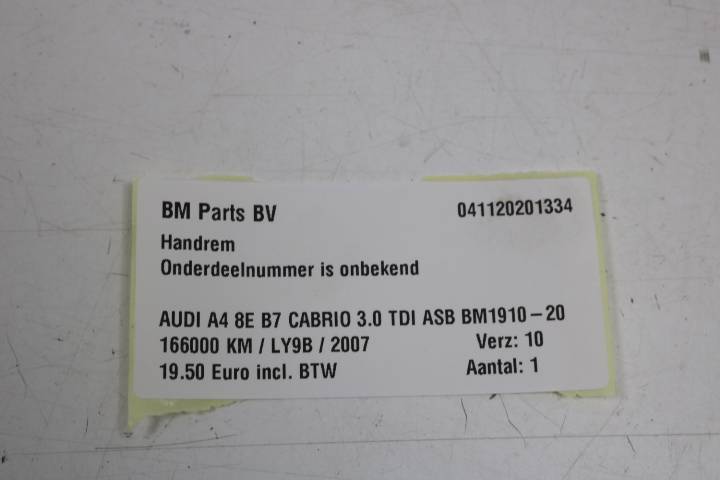 BM Parts BV 041120201334
Handrem
Onderdeelnummer is onbekend
AUDI A4 8E B7 CABRIO 3.0 TDI ASB BM1910-20
166000 KM / LY9B / 2007 Verz: 10
19.50 Euro incl. BTW Aantal: 1